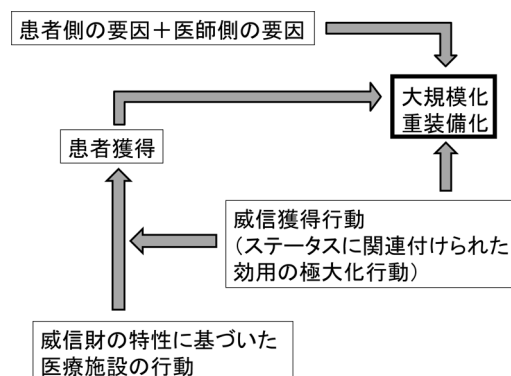 患者側の要因＋医師側の要因
大規模化
重装備化
患者獲得
威信獲得行動
（ステータスに関連付けられた
効用の極大化行動）
威信財の特性に基づいた
医療施設の行動